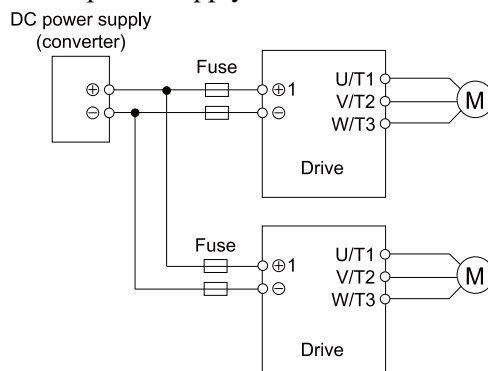 DC power supply
(converter)
⊕
⊖
Fuse
⊕1
⊖
U/T1
V/T2
W/T3
M
Drive
Fuse
⊕1
⊖
U/T1
V/T2
W/T3
M
Drive